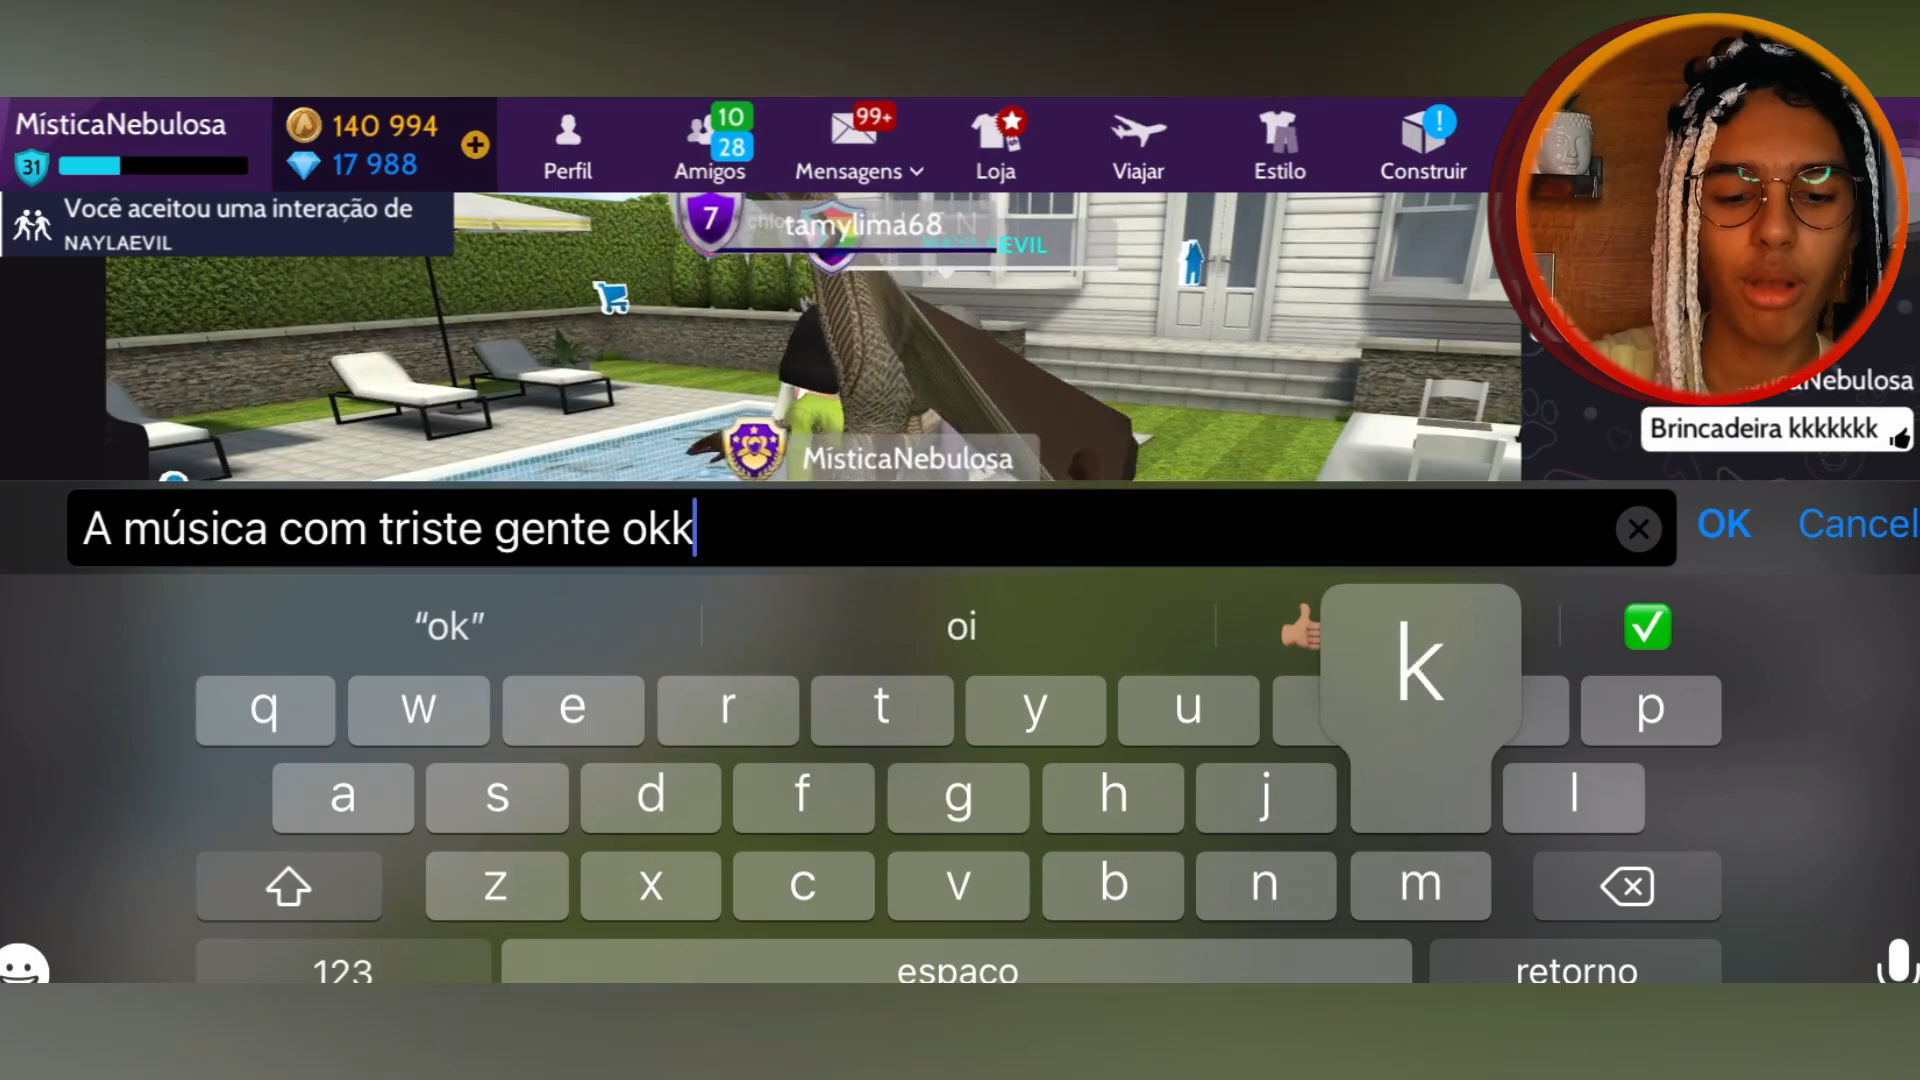 MísticaNebulosa
31
140 994
17 988
Perfil
10
28
Amigos
99+
Mensagens
Loja
Viajar
Estilo
!
Construir
Você aceitou uma interação de
NAYLAEVIL
7
tamylima68
EVIL
MísticaNebulosa
Nebulosa
Brincadeira kkkkkkk
A música com triste gente okk
OK
Cancel
“ok”
oi
k
q w e r t y u p
a s d f g h j l
z x c v b n m
123
espaço
retorno